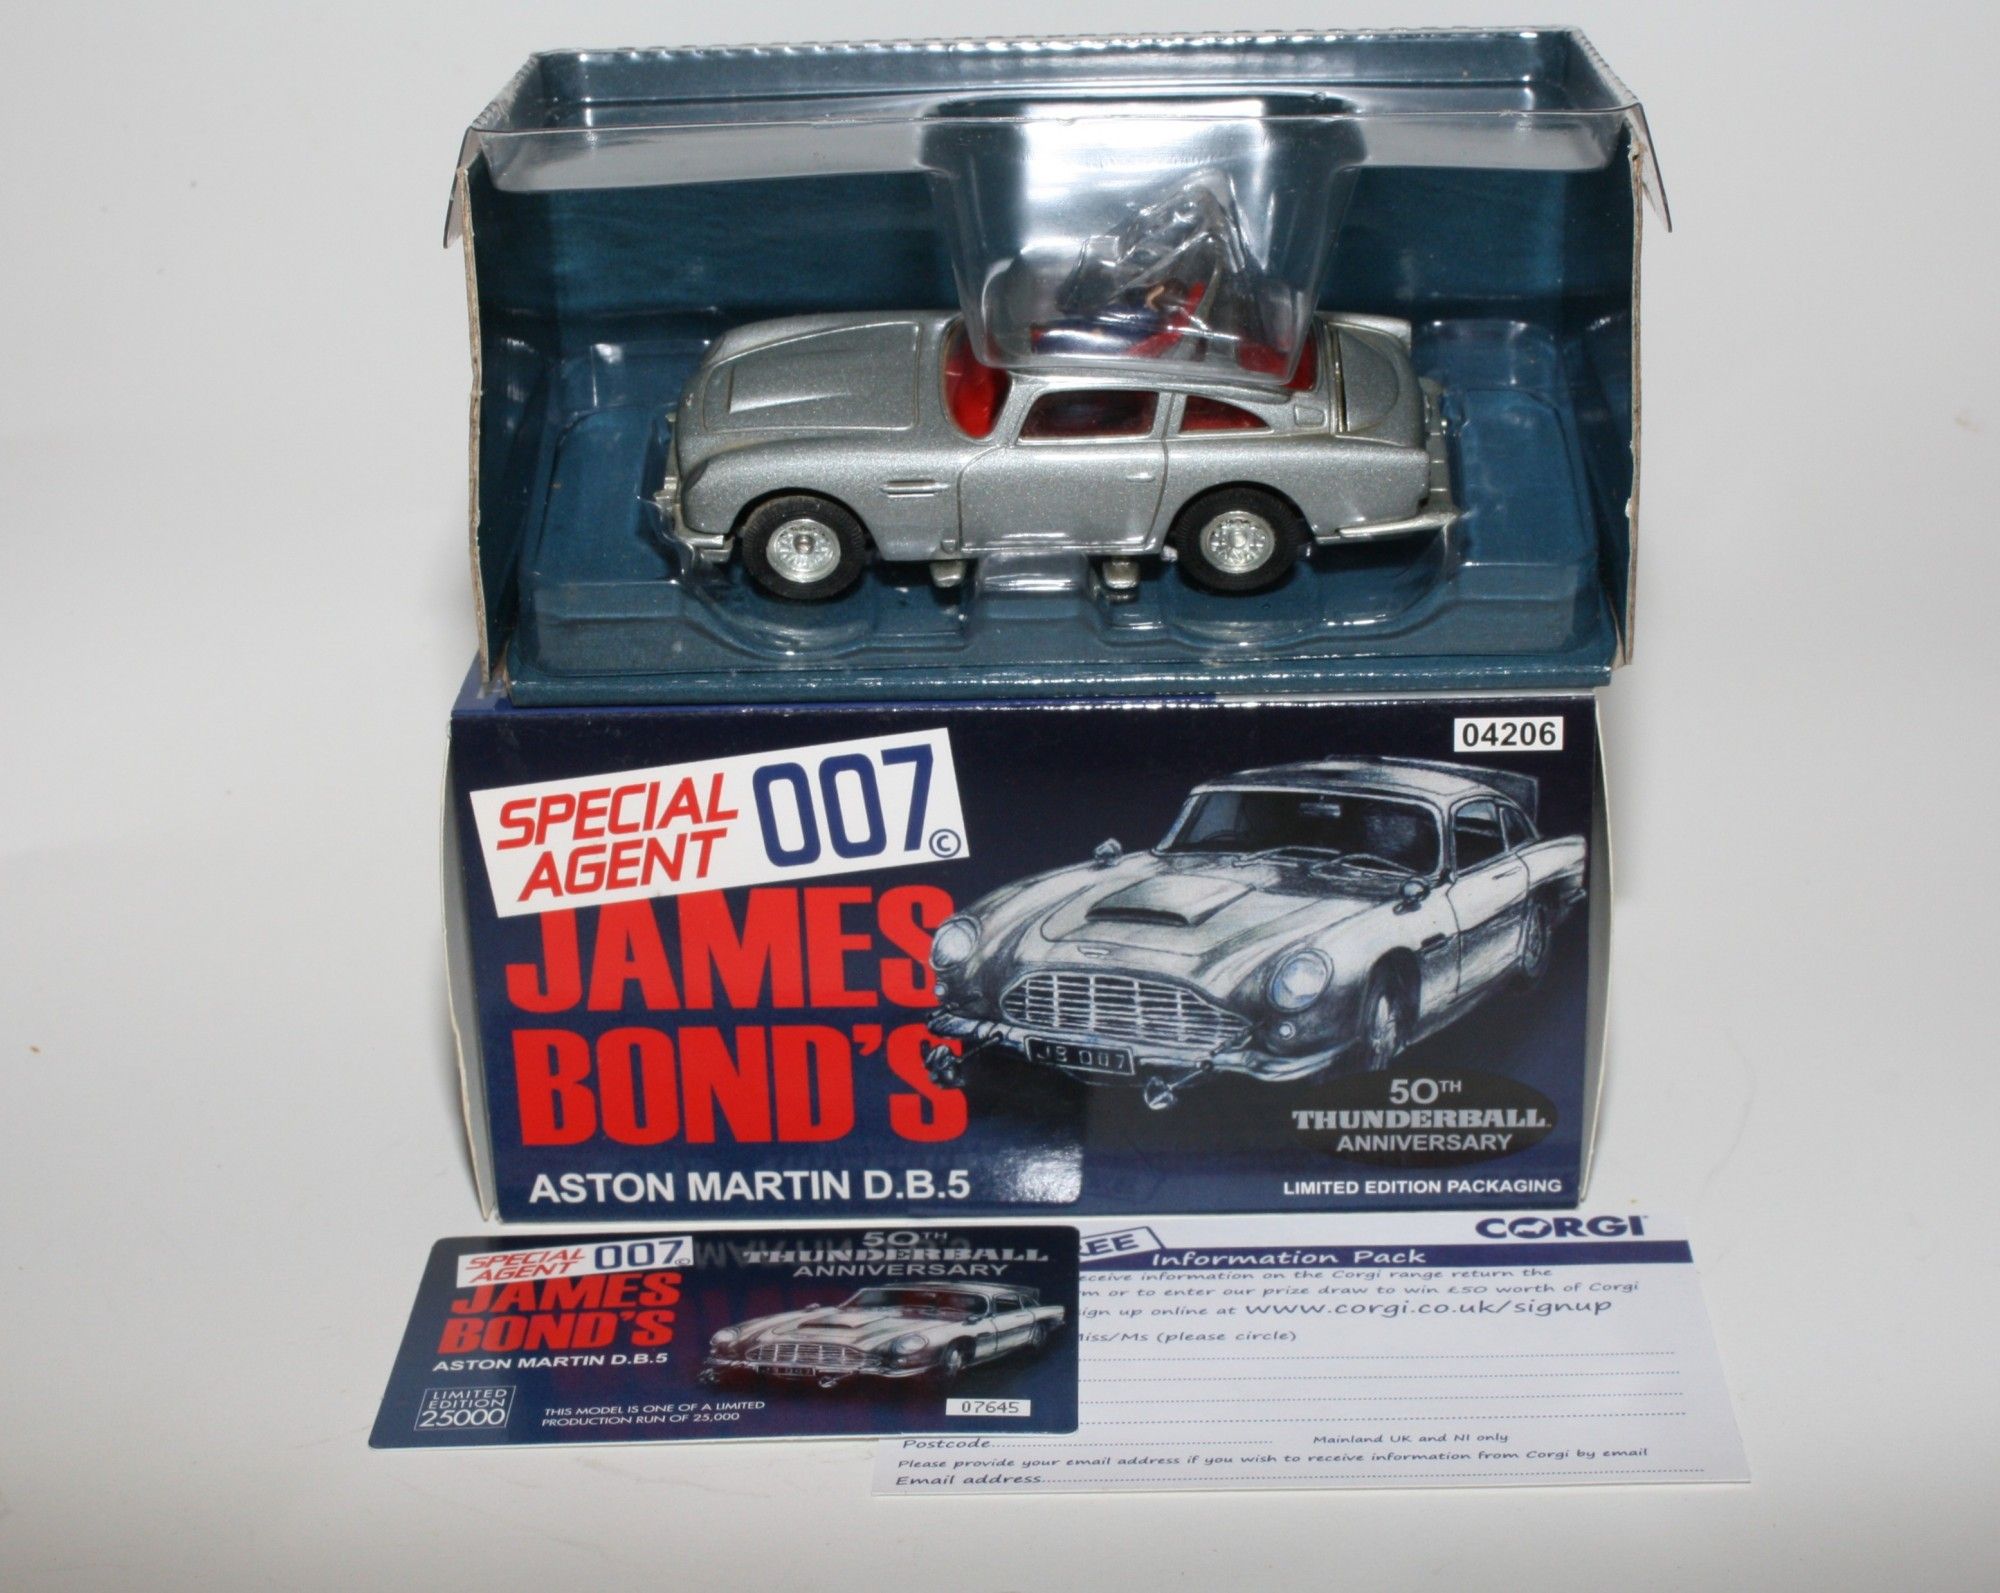 04206
SPECIAL
AGENT
007©
JAMES
BOND'S
ASTON MARTIN D.B.5
JB 007
50TH
THUNDERBALL
ANNIVERSARY
LIMITED EDITION PACKAGING
SPECIAL
AGENT
007©
JAMES
BOND'S
ASTON MARTIN D.B.5
50TH
THUNDERBALL
ANNIVERSARY
LIMITED
EDITION
25000
THIS MODEL IS ONE OF A LIMITED
PRODUCTION RUN OF 25,000
07645
CORGI
Information Pack
information on the Corgi range return the
or to enter our prize draw to win £50 worth of Corgi
up online at www.corgi.co.uk/signup
Miss/Ms (please circle)
Postcode
Mainland UK and NI only
Please provide your email address if you wish to receive information from Corgi by email
Email address